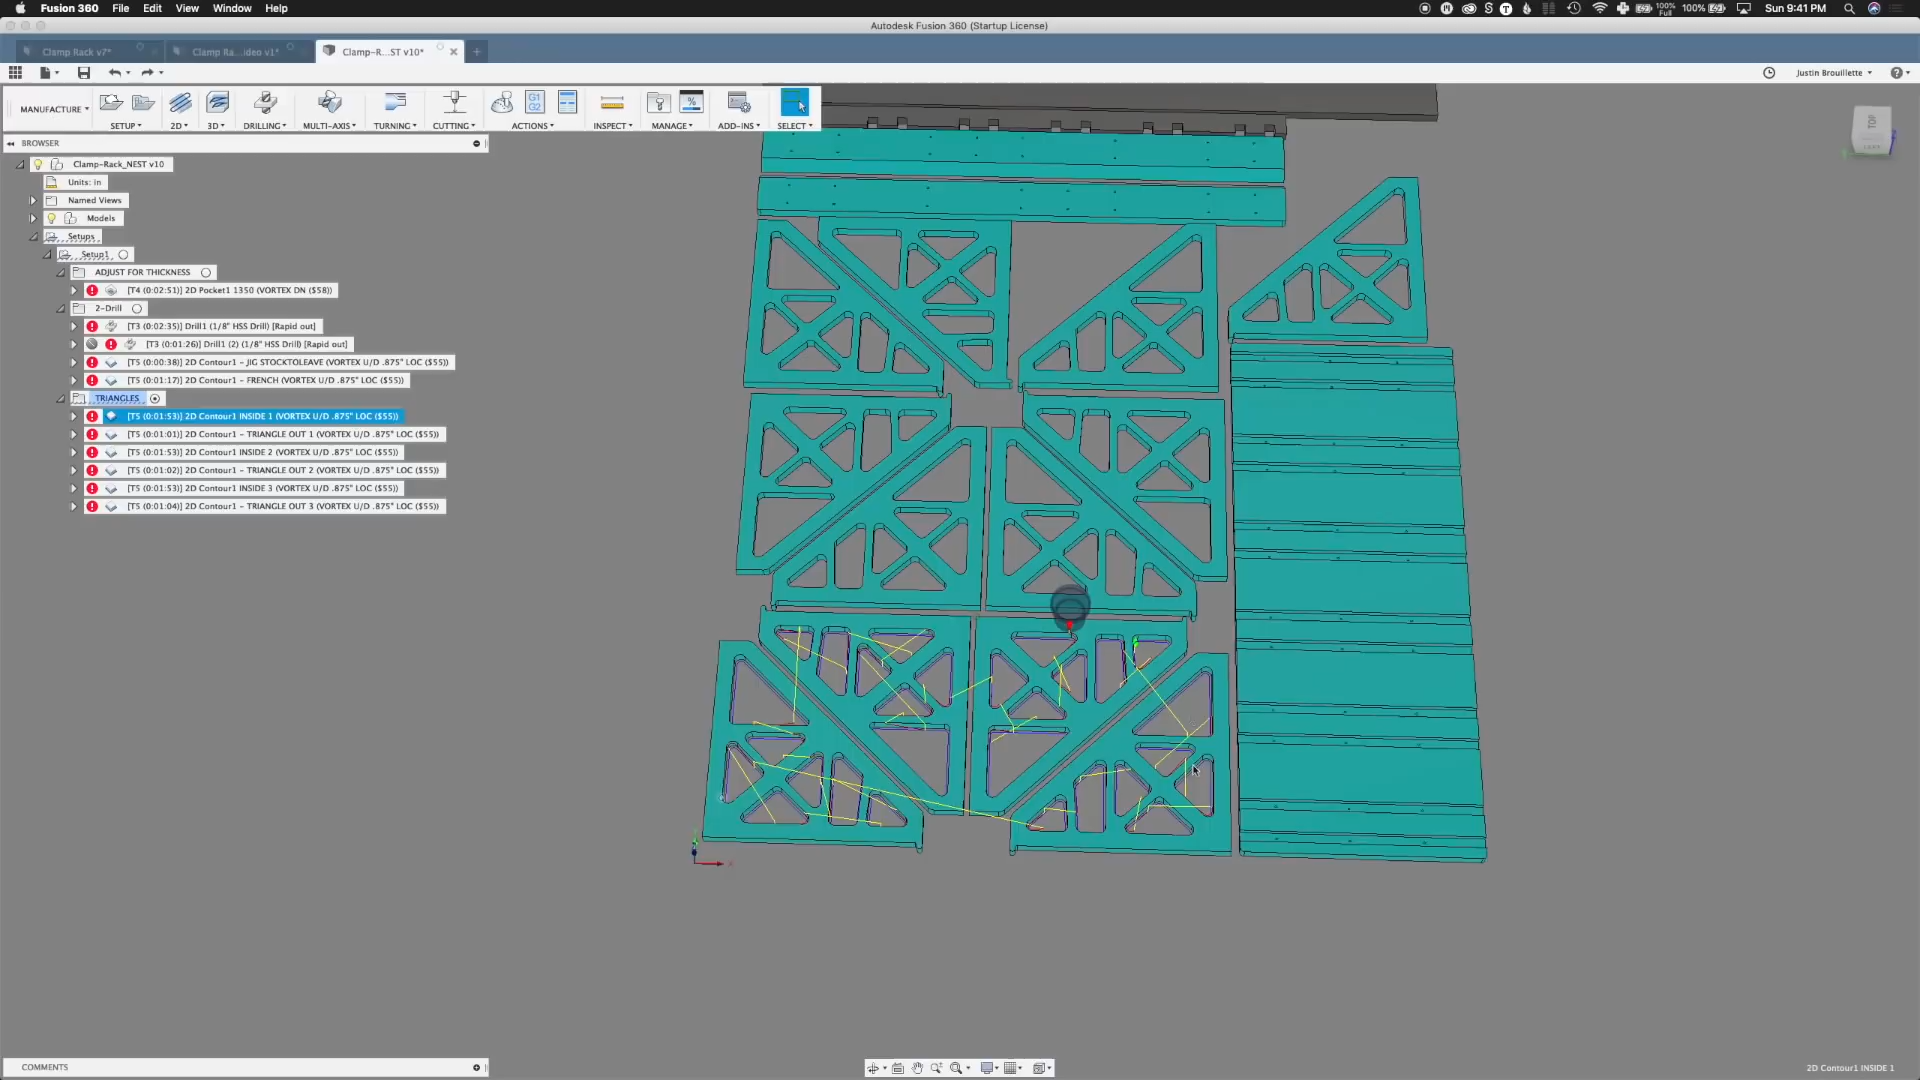 Fusion 360 File Edit View Window Help
100% Full 100% Sun 9:41 PM
Autodesk Fusion 360 (Startup License)
Clamp Rack v7* Clamp Ra...ideo v1* Clamp-R...ST v10*
Justin Brouillette
MANUFACTURE
G1
G2
%
SETUP 2D 3D DRILLING MULTI-AXIS TURNING CUTTING ACTIONS INSPECT MANAGE ADD-INS SELECT
BROWSER
Clamp-Rack_NEST v10
Units: in
Named Views
Models
Setups
Setup1
ADJUST FOR THICKNESS
[T4 (0:02:51)] 2D Pocket1 1350 (VORTEX DN ($58))
2-Drill
[T3 (0:02:35)] Drill1 (1/8" HSS Drill) [Rapid out]
[T3 (0:01:26)] Drill1 (2) (1/8" HSS Drill) [Rapid out]
[T5 (0:00:38)] 2D Contour1 - JIG STOCKTOLEAVE (VORTEX U/D .875" LOC ($55))
[T5 (0:01:17)] 2D Contour1 - FRENCH (VORTEX U/D .875" LOC ($55))
TRIANGLES
[T5 (0:01:53)] 2D Contour1 INSIDE 1 (VORTEX U/D .875" LOC ($55))
[T5 (0:01:01)] 2D Contour1 - TRIANGLE OUT 1 (VORTEX U/D .875" LOC ($55))
[T5 (0:01:53)] 2D Contour1 INSIDE 2 (VORTEX U/D .875" LOC ($55))
[T5 (0:01:02)] 2D Contour1 - TRIANGLE OUT 2 (VORTEX U/D .875" LOC ($55))
[T5 (0:01:53)] 2D Contour1 INSIDE 3 (VORTEX U/D .875" LOC ($55))
[T5 (0:01:04)] 2D Contour1 - TRIANGLE OUT 3 (VORTEX U/D .875" LOC ($55))
TOP
X
COMMENTS
2D Contour1 INSIDE 1